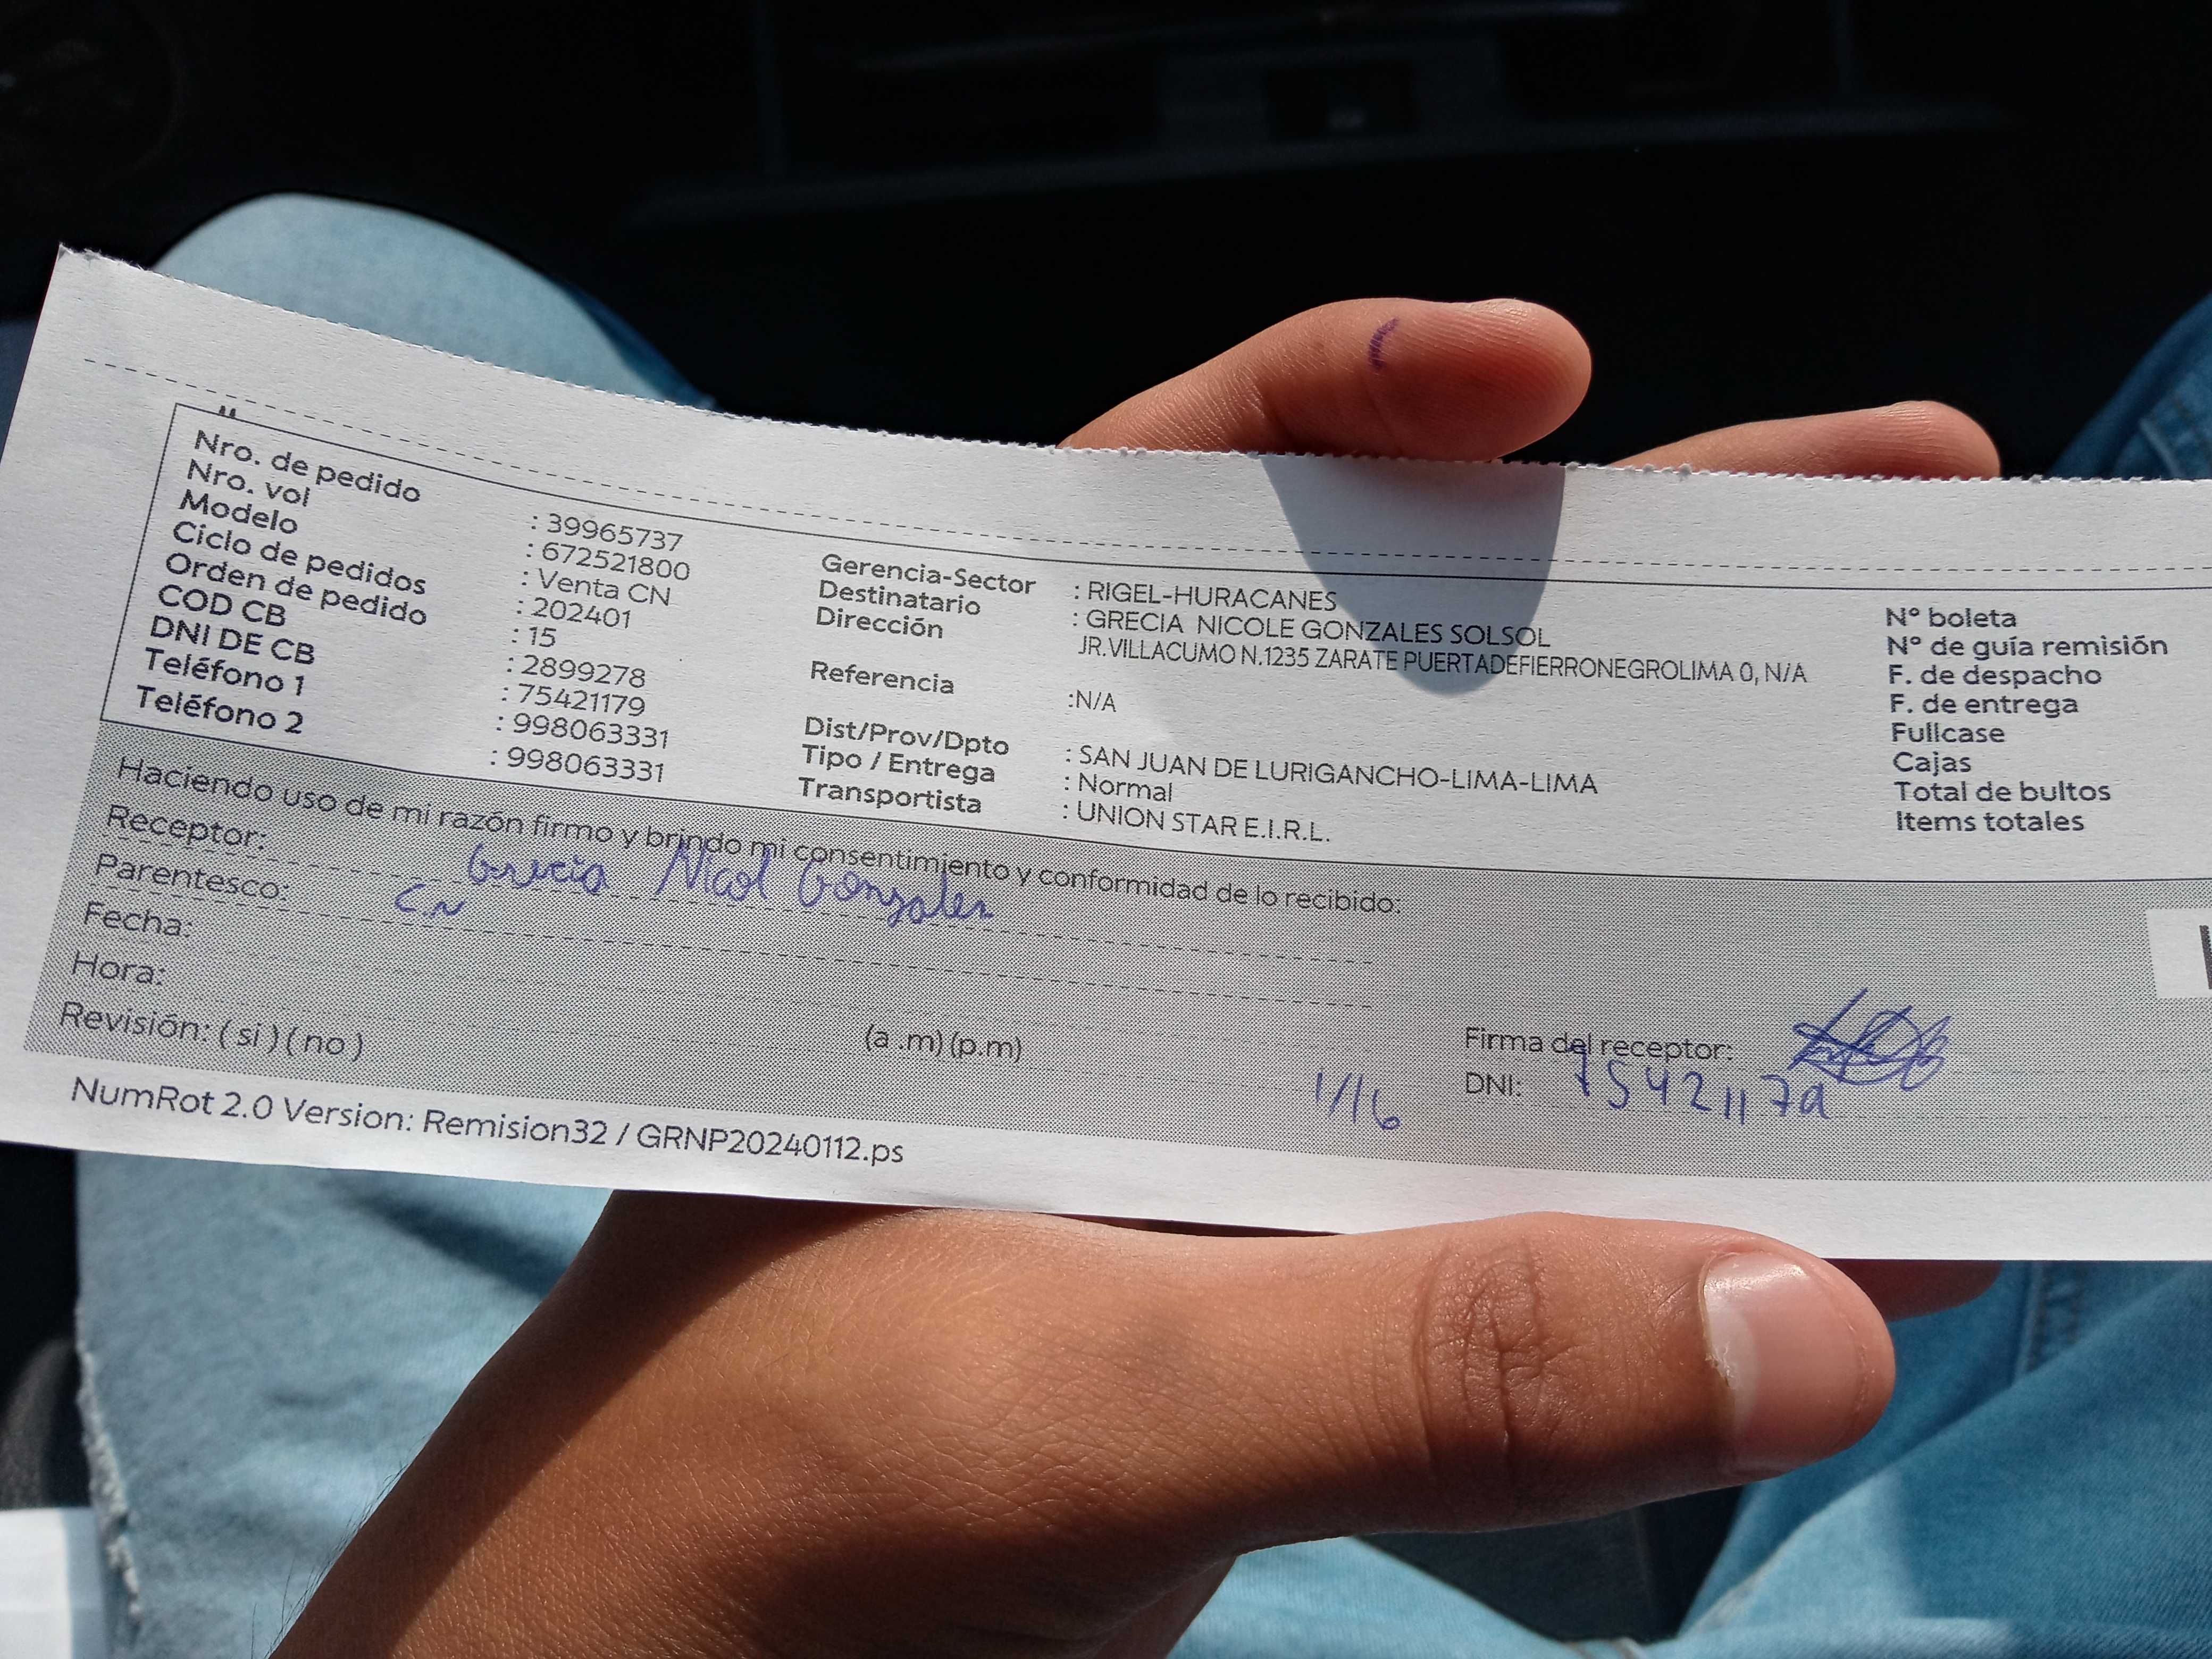 Nro. de pedido : 39965737
Nro. vol : 672521800
Modelo : Venta CN
Ciclo de pedidos : 202401
Orden de pedido : 15
COD CB : 2899278
DNI DE CB : 75421179
Teléfono 1 : 998063331
Teléfono 2 : 998063331
Gerencia-Sector : RIGEL-HURACANES
Destinatario : GRECIA NICOLE GONZALES SOLSOL
Dirección JR.VILLACUMO N.1235 ZARATE PUERTADEFIERRONEGROLIMA 0, N/A
Referencia :N/A
Dist/Prov/Dpto : SAN JUAN DE LURIGANCHO-LIMA-LIMA
Tipo / Entrega : Normal
Transportista : UNION STAR E.I.R.L.
N° boleta
N° de guía remisión
F. de despacho
F. de entrega
Fullcase
Cajas
Total de bultos
Items totales
Haciendo uso de mi razón firmo y brindo mi consentimiento y conformidad de lo recibido:
Receptor: Grecia Nicol Gonzales
Parentesco: C.N
Fecha:
Hora: (a .m) (p.m)
Revisión: ( si ) ( no )
1/16
Firma del receptor:
DNI: 75421179
NumRot 2.0 Version: Remision32 / GRNP20240112.ps